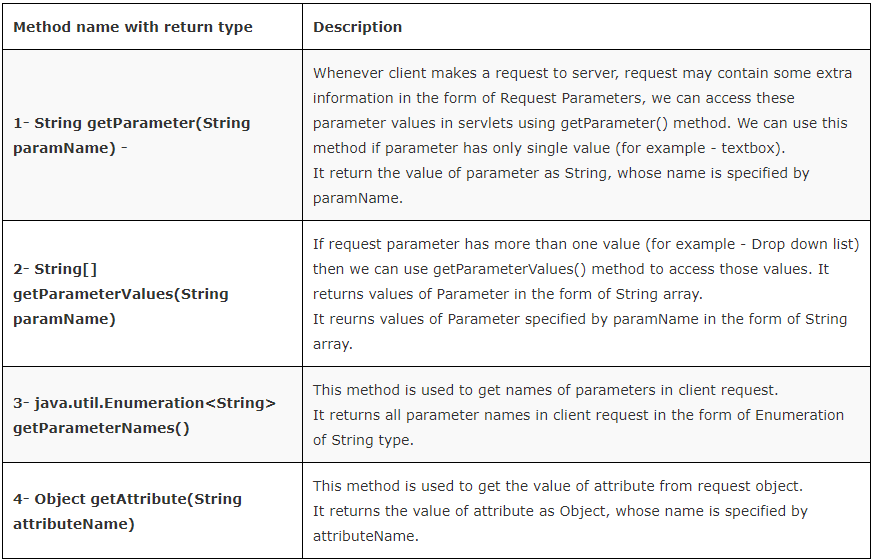 Method name with return type
Description
1- String getParameter(String
paramName) -
Whenever client makes a request to server, request may contain some extra
information in the form of Request Parameters, we can access these
parameter values in servlets using getParameter() method. We can use this
method if parameter has only single value (for example - textbox).
It return the value of parameter as String, whose name is specified by
paramName.
2- String[]
getParameterValues(String
paramName)
If request parameter has more than one value (for example - Drop down list)
then we can use getParameterValues() method to access those values. It
returns values of Parameter in the form of String array.
It reurns values of Parameter specified by paramName in the form of String
array.
3- java.util.Enumeration<String>
getParameterNames()
This method is used to get names of parameters in client request.
It returns all parameter names in client request in the form of Enumeration
of String type.
4- Object getAttribute(String
attributeName)
This method is used to get the value of attribute from request object.
It returns the value of attribute as Object, whose name is specified by
attributeName.